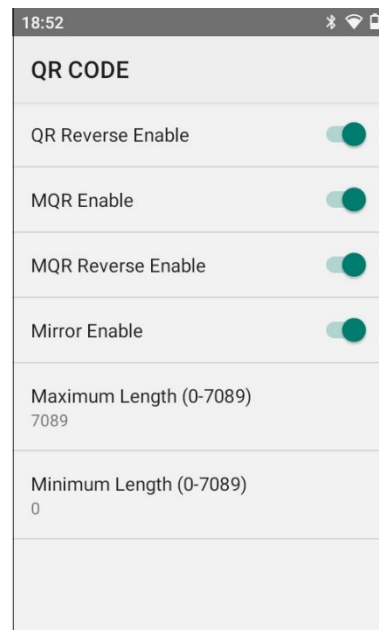 18:52
QR CODE
QR Reverse Enable
MQR Enable
MQR Reverse Enable
Mirror Enable
Maximum Length (0-7089)
7089
Minimum Length (0-7089)
0